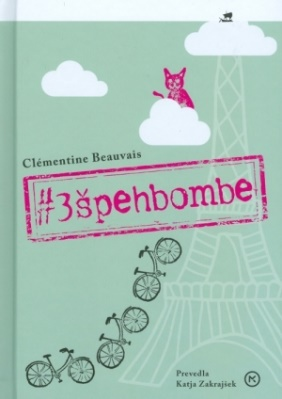 Clémentine Beauvais
#3špehbombe
Prevedla
Katja Zakrajšek
M